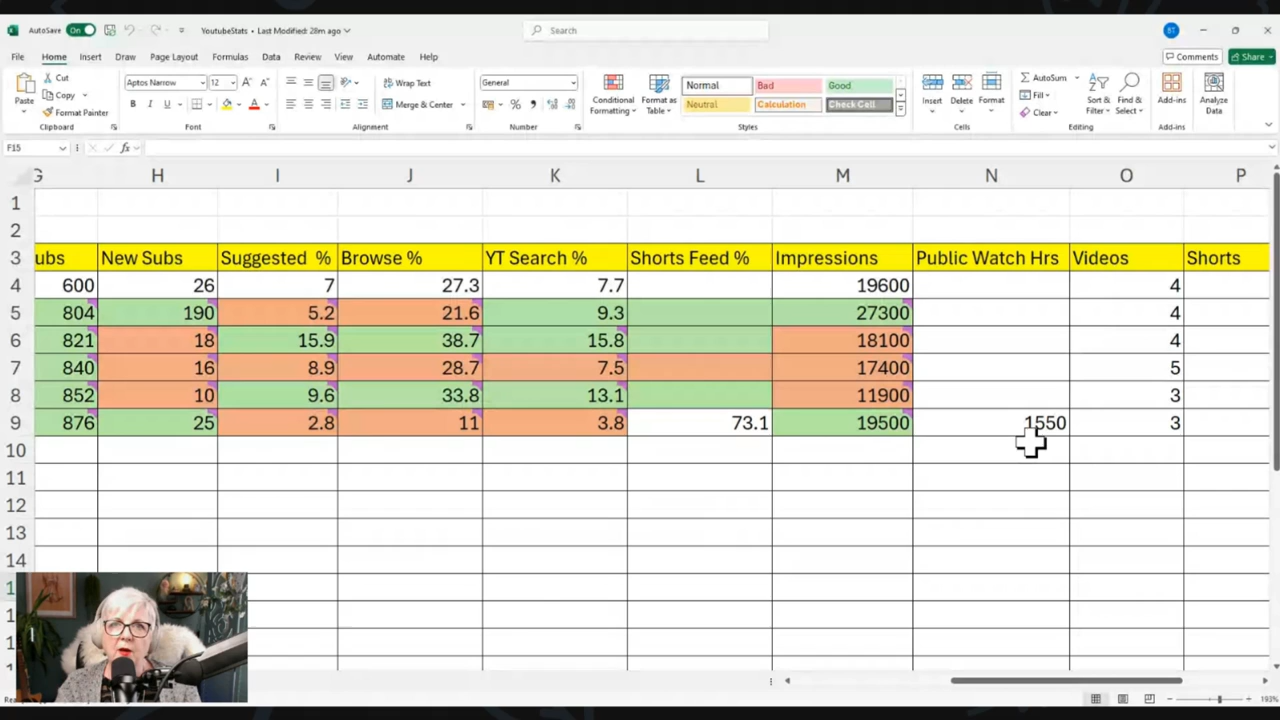 AutoSave On YoutubeStats • Last Modified: 28m ago Search BT
File Home Insert Draw Page Layout Formulas Data Review View Automate Help Comments Share
Paste Cut Copy Format Painter Clipboard
Aptos Narrow 12 B I U Font
Wrap Text Merge & Center Alignment
General % Number
Conditional Formatting Format as Table Normal Bad Good Neutral Calculation Check Cell Styles
Insert Delete Format Cells
AutoSum Fill Clear Sort & Filter Find & Select Editing
Add-ins Add-ins Analyze Data
F15 fx
G H I J K L M N O P
1
2
3 ubs New Subs Suggested % Browse % YT Search % Shorts Feed % Impressions Public Watch Hrs Videos Shorts
4 600 26 7 27.3 7.7 19600 4
5 804 190 5.2 21.6 9.3 27300 4
6 821 18 15.9 38.7 15.8 18100 4
7 840 16 8.9 28.7 7.5 17400 5
8 852 10 9.6 33.8 13.1 11900 3
9 876 25 2.8 11 3.8 73.1 19500 1550 3
10
11
12
13
14
193%